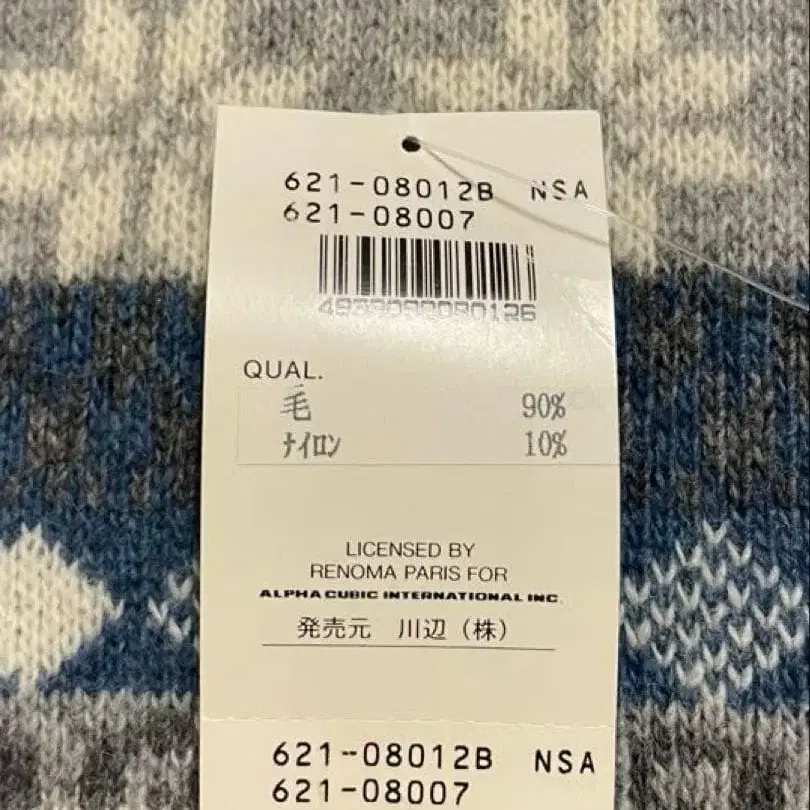 621-08012B NSA
621-08007
QUAL.
毛 90%
ﾅｲﾛﾝ 10%
LICENSED BY
RENOMA PARIS FOR
ALPHA CUBIC INTERNATIONAL INC.
発売元 川辺（株）
621-08012B NSA
621-08007